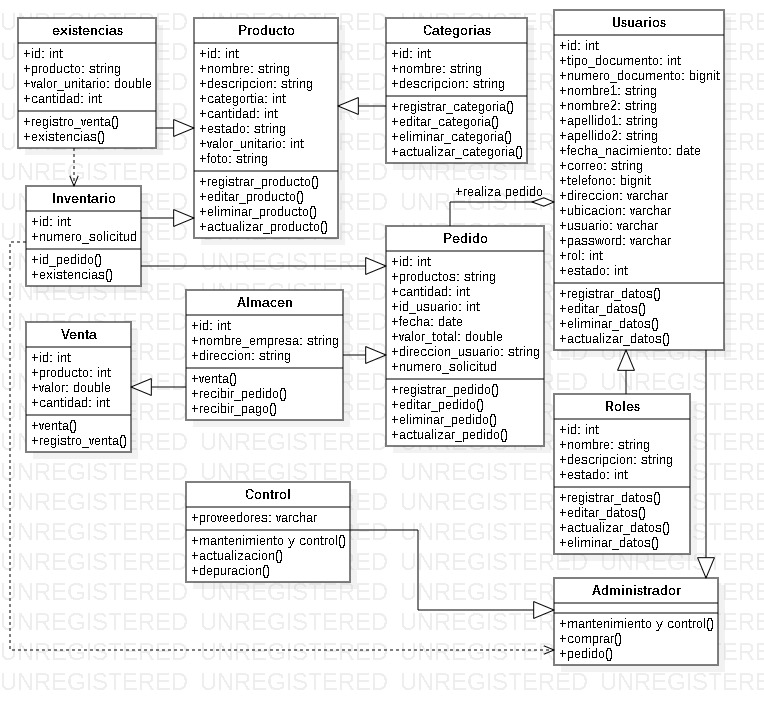 existencias
+id: int
+producto: string
+valor_unitario: double
+cantidad: int
+registro_venta()
+existencias()
Producto
+id: int
+nombre: string
+descripcion: string
+categortia: int
+cantidad: int
+estado: string
+valor_unitario: int
+foto: string
+registrar_producto()
+editar_producto()
+eliminar_producto()
+actualizar_producto()
Categorias
+id: int
+nombre: string
+descripcion: string
+registrar_categoria()
+editar_categoria()
+eliminar_categoria()
+actualizar_categoria()
Usuarios
+id: int
+tipo_documento: int
+numero_documento: bignit
+nombre1: string
+nombre2: string
+apellido1: string
+apellido2: string
+fecha_nacimiento: date
+correo: string
+telefono: bignit
+direccion: varchar
+ubicacion: varchar
+usuario: varchar
+password: varchar
+rol: int
+estado: int
+registrar_datos()
+editar_datos()
+eliminar_datos()
+actualizar_datos()
+realiza pedido
Inventario
+id: int
+numero_solicitud
+id_pedido()
+existencias()
Pedido
+id: int
+productos: string
+cantidad: int
+id_usuario: int
+fecha: date
+valor_total: double
+direccion_usuario: string
+numero_solicitud
+registrar_pedido()
+editar_pedido()
+eliminar_pedido()
+actualizar_pedido()
Almacen
+id: int
+nombre_empresa: string
+direccion: string
+venta()
+recibir_pedido()
+recibir_pago()
Venta
+id: int
+producto: int
+valor: double
+cantidad: int
+venta()
+registro_venta()
Roles
+id: int
+nombre: string
+descripcion: string
+estado: int
+registrar_datos()
+editar_datos()
+actualizar_datos()
+eliminar_datos()
Control
+proveedores: varchar
+mantenimiento y control()
+actualizacion()
+depuracion()
Administrador
+mantenimiento y control()
+comprar()
+pedido()
UNREGISTERED UNREGISTERED UNREGISTERED UNREGISTERED